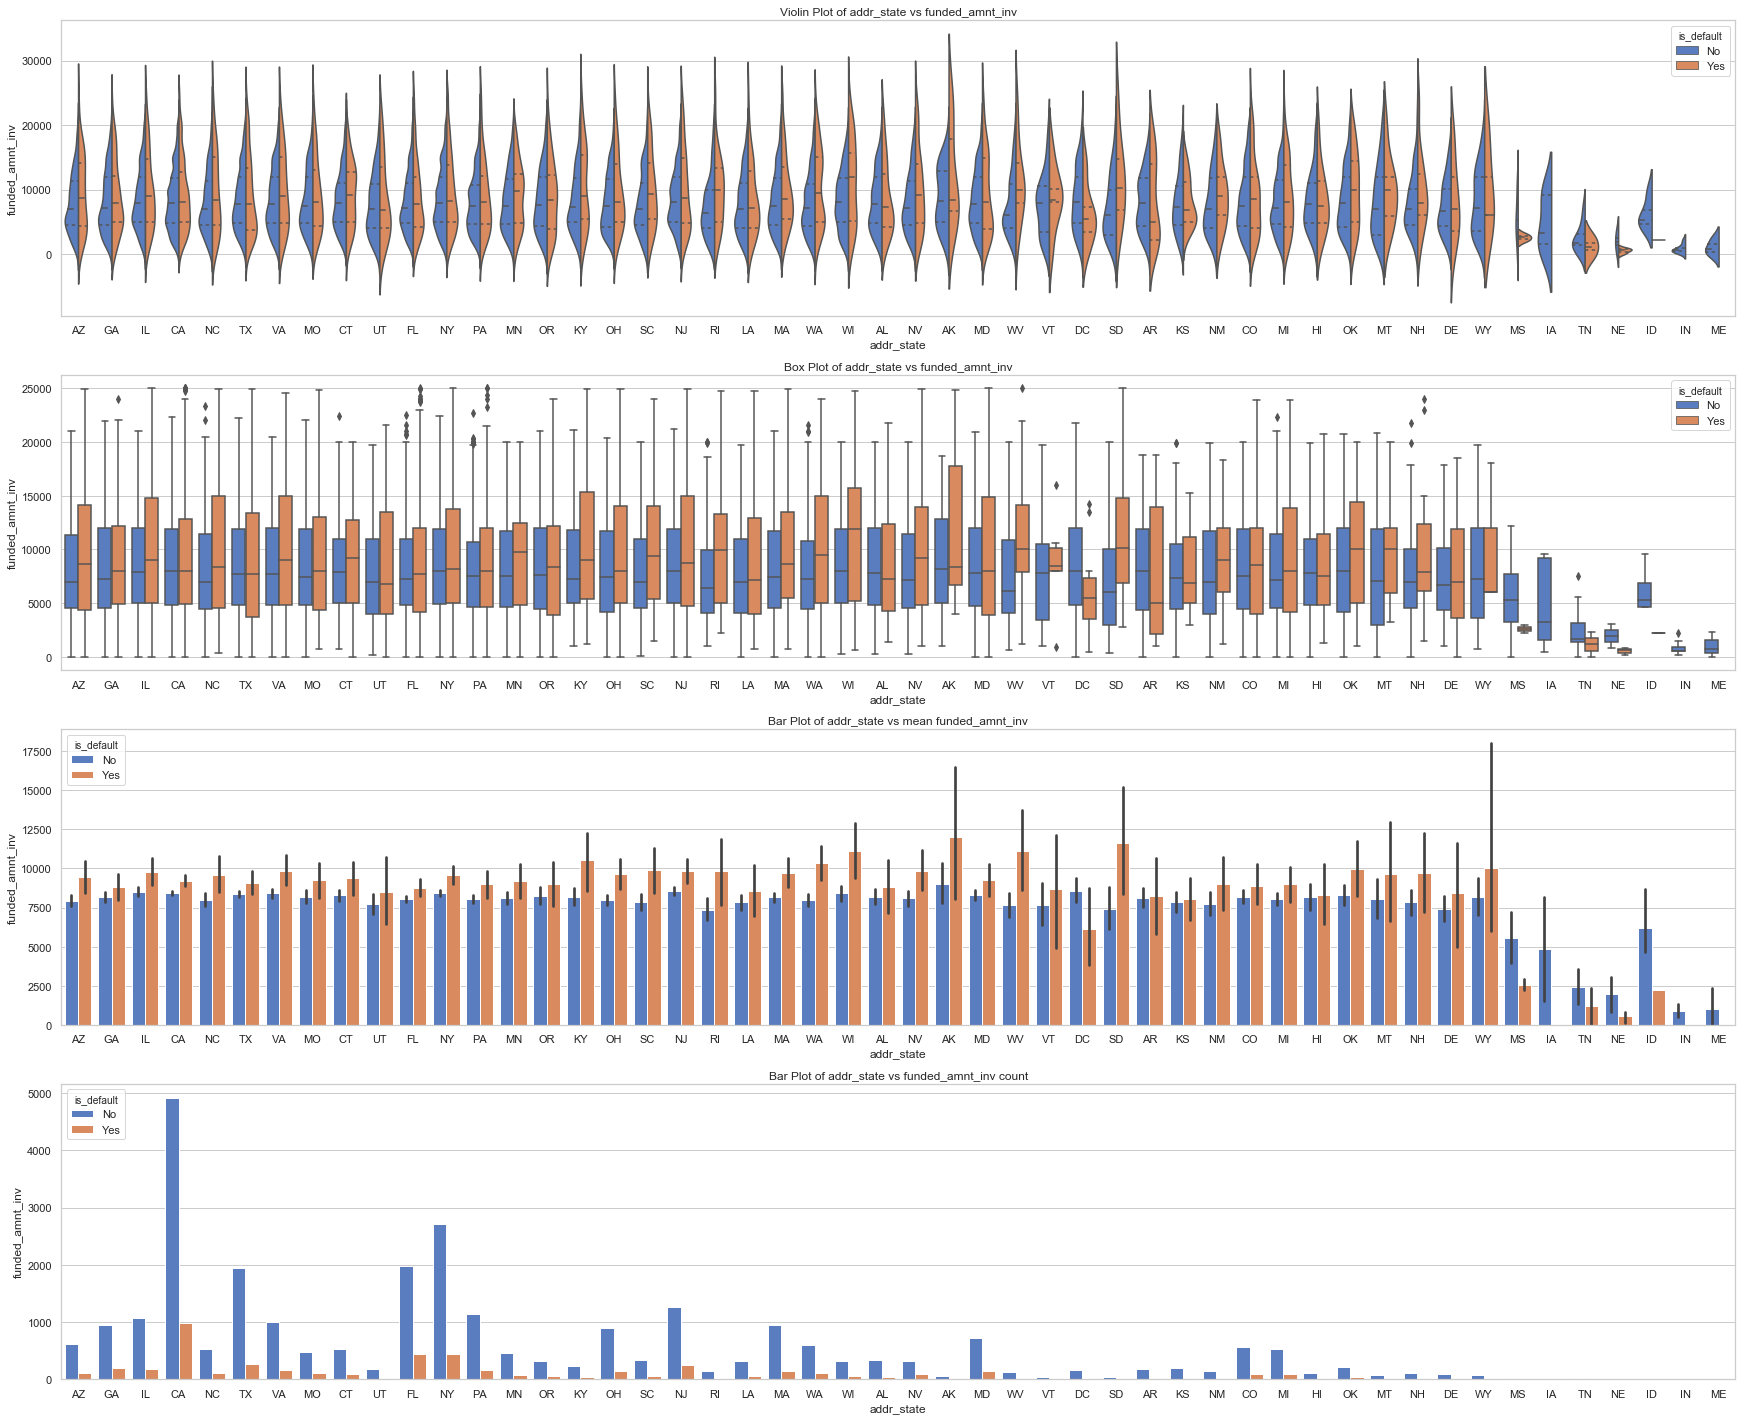 Violin Plot of addr_state vs funded_amnt_inv
is_default
No
Yes
funded_amnt_inv
30000
20000
10000
0
AZ GA IL CA NC TX VA MO CT UT FL NY PA MN OR KY OH SC NJ RI LA MA WA WI AL NV AK MD WV VT DC SD AR KS NM CO MI HI OK MT NH DE WY MS IA TN NE ID IN ME
addr_state
Box Plot of addr_state vs funded_amnt_inv
is_default
No
Yes
funded_amnt_inv
25000
20000
15000
10000
5000
0
AZ GA IL CA NC TX VA MO CT UT FL NY PA MN OR KY OH SC NJ RI LA MA WA WI AL NV AK MD WV VT DC SD AR KS NM CO MI HI OK MT NH DE WY MS IA TN NE ID IN ME
addr_state
Bar Plot of addr_state vs mean funded_amnt_inv
is_default
No
Yes
funded_amnt_inv
17500
15000
12500
10000
7500
5000
2500
0
AZ GA IL CA NC TX VA MO CT UT FL NY PA MN OR KY OH SC NJ RI LA MA WA WI AL NV AK MD WV VT DC SD AR KS NM CO MI HI OK MT NH DE WY MS IA TN NE ID IN ME
addr_state
Bar Plot of addr_state vs funded_amnt_inv count
is_default
No
Yes
funded_amnt_inv
5000
4000
3000
2000
1000
0
AZ GA IL CA NC TX VA MO CT UT FL NY PA MN OR KY OH SC NJ RI LA MA WA WI AL NV AK MD WV VT DC SD AR KS NM CO MI HI OK MT NH DE WY MS IA TN NE ID IN ME
addr_state